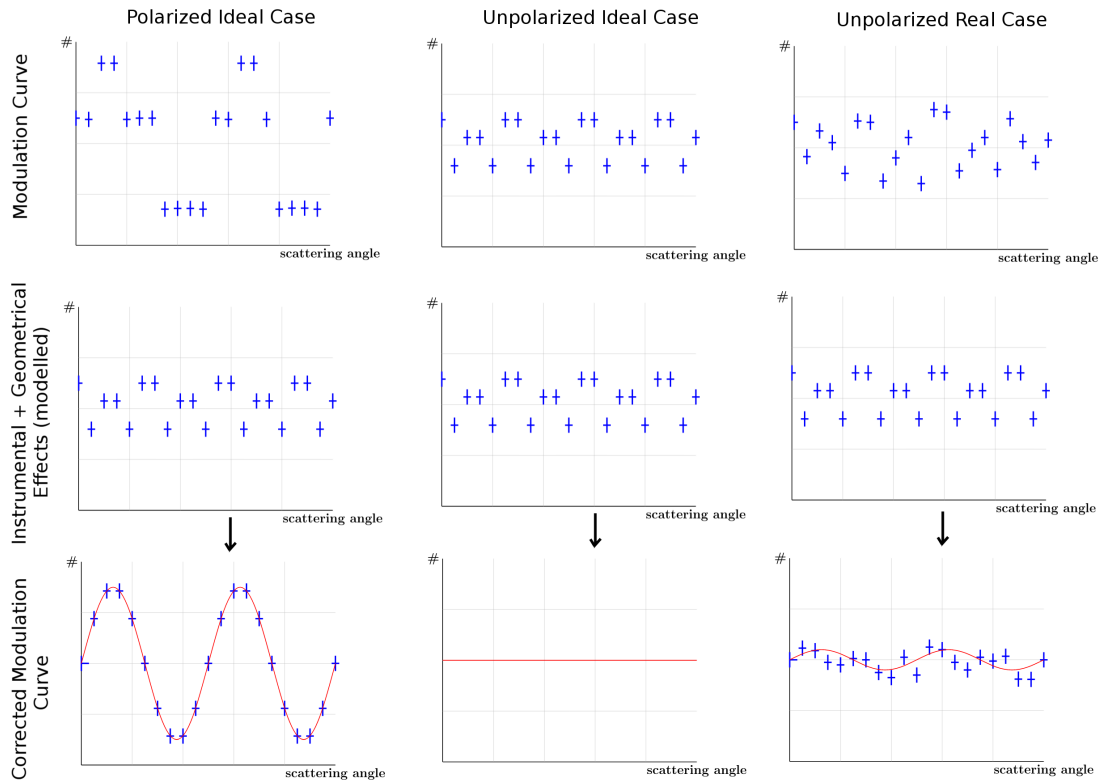 Polarized Ideal Case
Unpolarized Ideal Case
Unpolarized Real Case
Modulation Curve
#
scattering angle
#
scattering angle
#
scattering angle
Instrumental + Geometrical
Effects (modelled)
#
scattering angle
#
scattering angle
#
scattering angle
Corrected Modulation
Curve
#
scattering angle
#
scattering angle
#
scattering angle